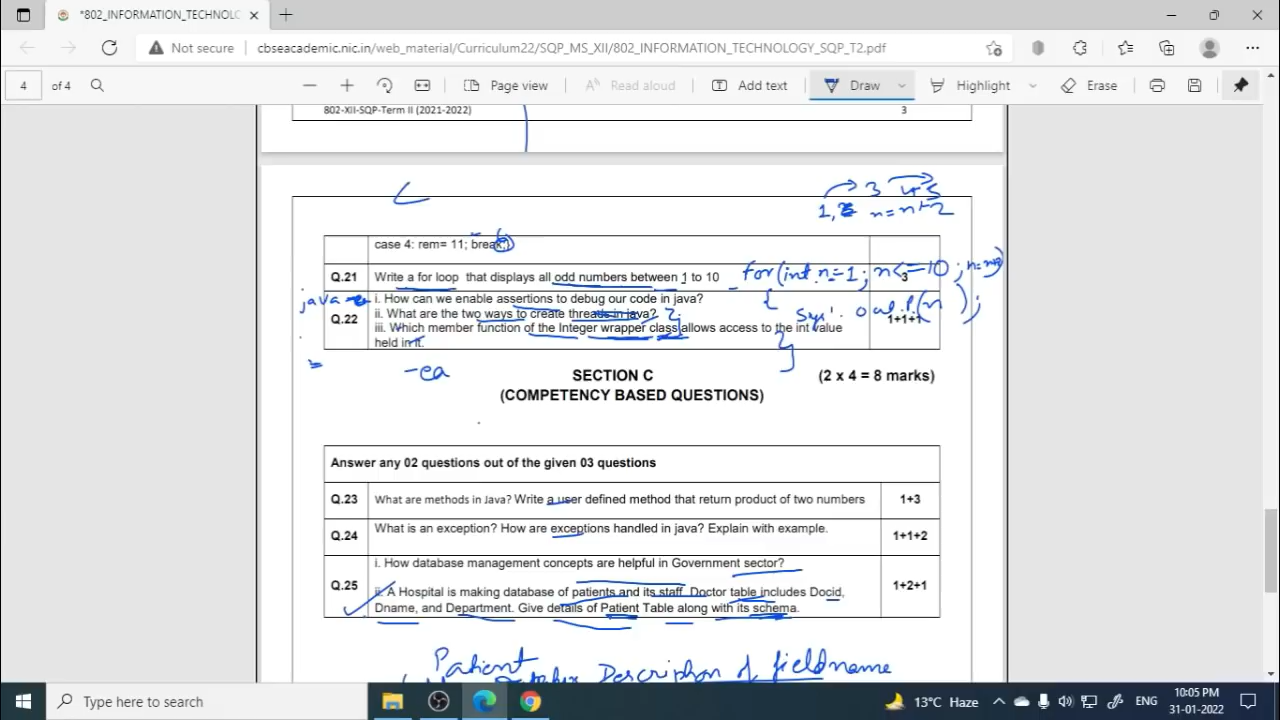 *802_INFORMATION_TECHNOLOG
Not secure
cbseacademic.nic.in/web_material/Curriculum22/SQP_MS_XII/802_INFORMATION_TECHNOLOGY_SQP_T2.pdf
4 of 4
Page view
Read aloud
Add text
Draw
Highlight
Erase
802-XII-SQP-Term II (2021-2022) 3
3 4 5
1, n=n+2
case 4: rem= 11; break;}
Q.21 Write a for loop that displays all odd numbers between 1 to 10 3
for(int n=1; n<=10;
{
}
java -ea
Q.22 i. How can we enable assertions to debug our code in java?
ii. What are the two ways to create threads in java?
iii. Which member function of the Integer wrapper class allows access to the int value
held in it.
1+1+1
-ea
SECTION C (2 x 4 = 8 marks)
(COMPETENCY BASED QUESTIONS)
Answer any 02 questions out of the given 03 questions
Q.23 What are methods in Java? Write a user defined method that return product of two numbers 1+3
Q.24 What is an exception? How are exceptions handled in java? Explain with example. 1+1+2
Q.25 i. How database management concepts are helpful in Government sector?
ii. A Hospital is making database of patients and its staff. Doctor table includes Docid,
Dname, and Department. Give details of Patient Table along with its schema.
1+2+1
Patient
Description of fieldname
Type here to search
13°C Haze
ENG
10:05 PM
31-01-2022